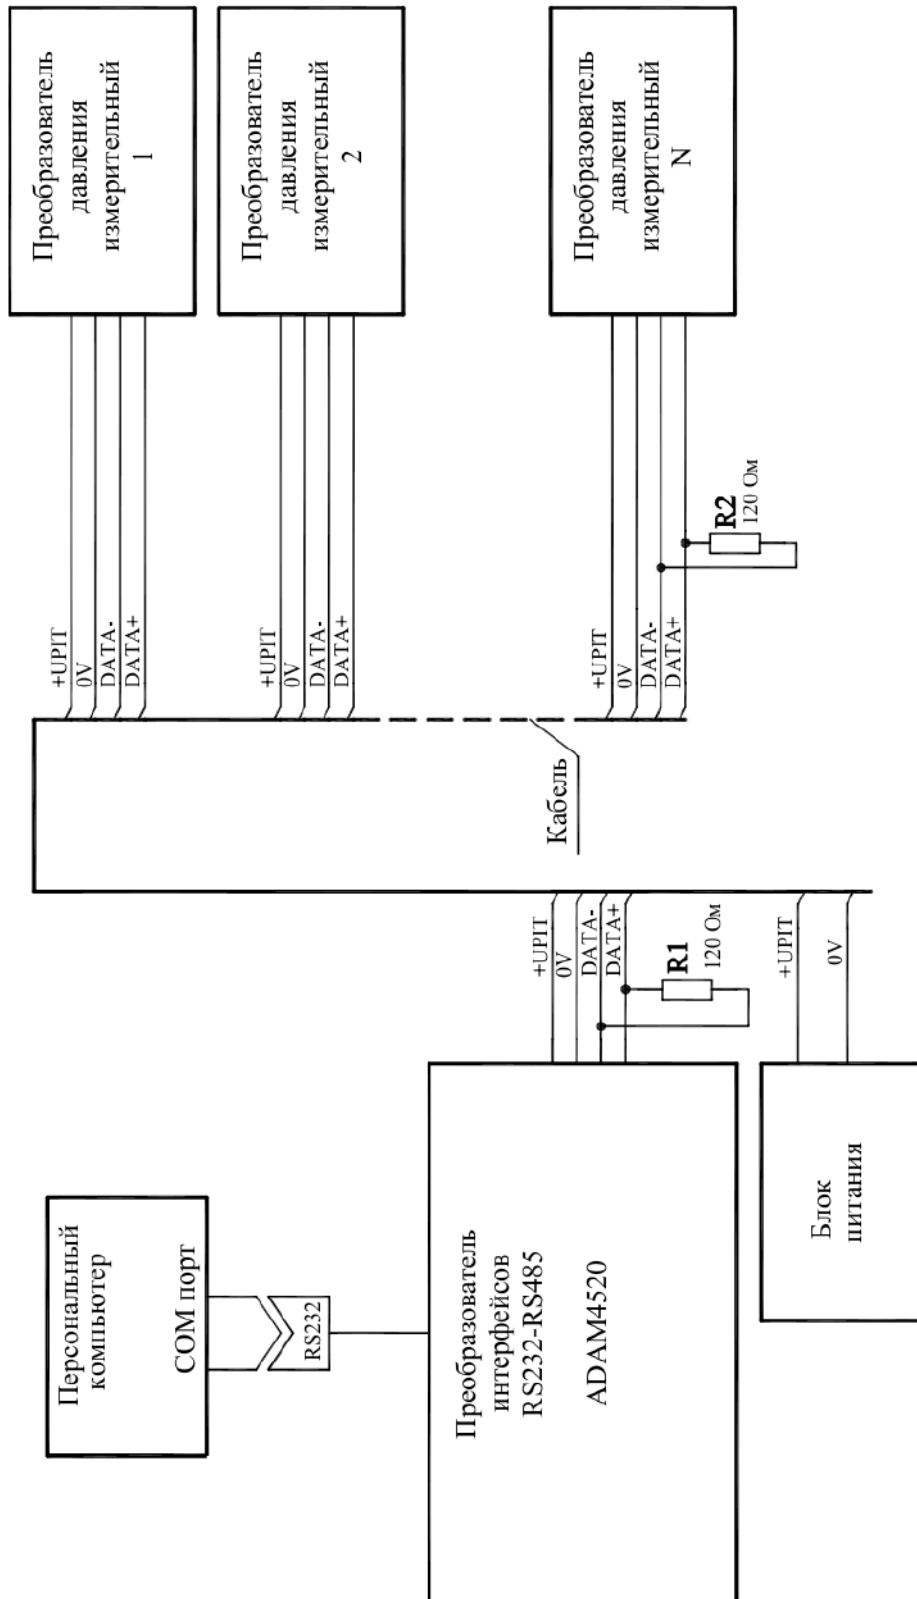 Персональный
компьютер
COM порт
RS232
Преобразователь
интерфейсов
RS232-RS485
ADAM4520
Блок
питания
+UPIT
0V
DATA-
DATA+
R1
120 Ом
+UPIT
0V
Кабель
+UPIT
0V
DATA-
DATA+
Преобразователь
давления
измерительный
1
+UPIT
0V
DATA-
DATA+
Преобразователь
давления
измерительный
2
+UPIT
0V
DATA-
DATA+
R2
120 Ом
Преобразователь
давления
измерительный
N